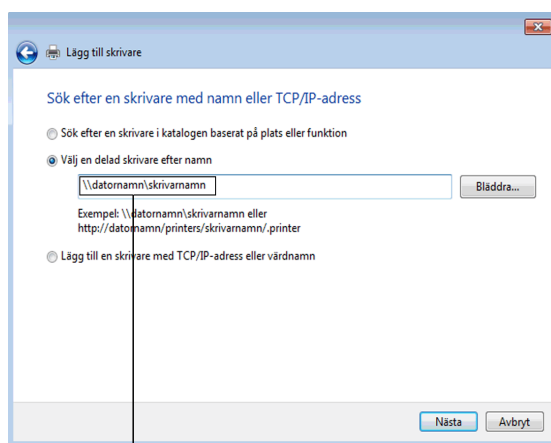 Lägg till skrivare
Sök efter en skrivare med namn eller TCP/IP-adress
Sök efter en skrivare i katalogen baserat på plats eller funktion
Välj en delad skrivare efter namn
\\datornamn\skrivarnamn
Bläddra...
Exempel: \\datornamn\skrivarnamn eller
http://datornamn/printers/skrivarnamn/.printer
Lägg till en skrivare med TCP/IP-adress eller värdnamn
Nästa
Avbryt